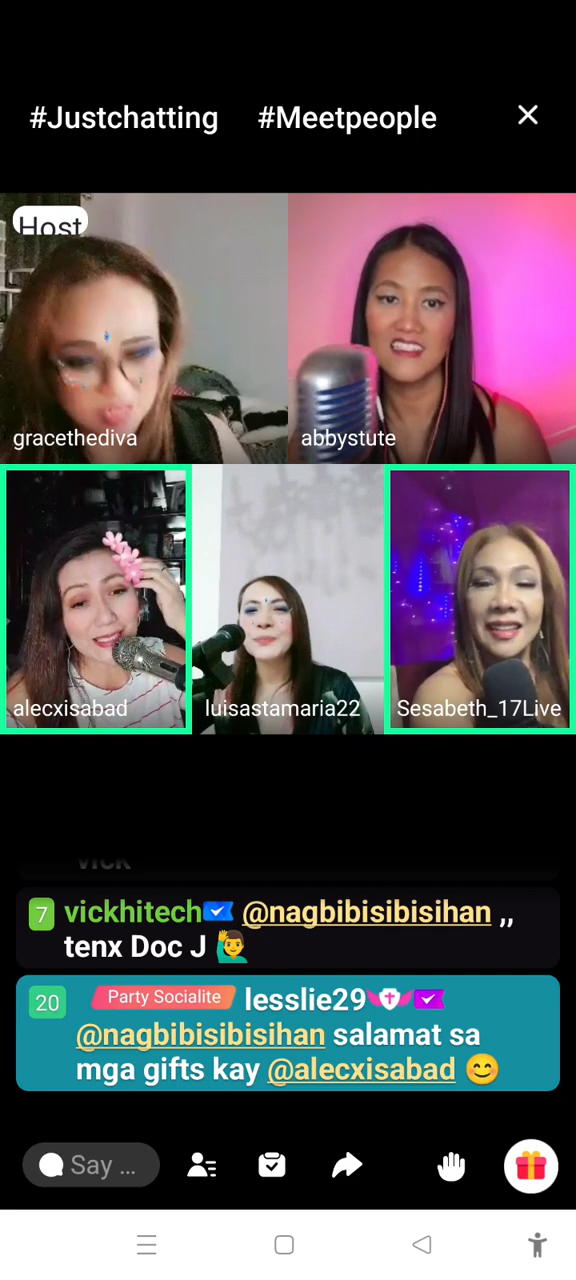 #Justchatting #Meetpeople
Host
gracethediva
abbystute
alecxisabad
luisastamaria22
Sesabeth_17Live
vick
7 vickhitech @nagbibisibisihan ,,
tenx Doc J 🙋‍♂️
20 Party Socialite lesslie29
@nagbibisibisihan salamat sa
mga gifts kay @alecxisabad 😊
Say ...